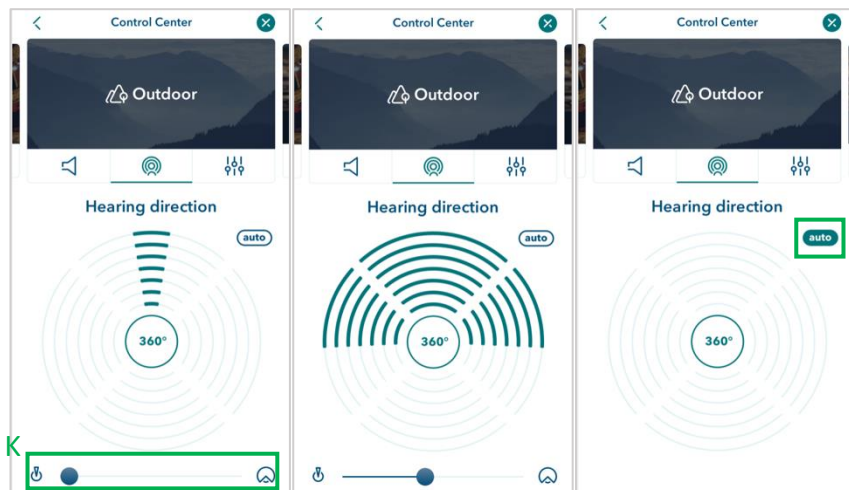 Control Center
Outdoor
Hearing direction
auto
360°
K
Control Center
Outdoor
Hearing direction
auto
360°
Control Center
Outdoor
Hearing direction
auto
360°